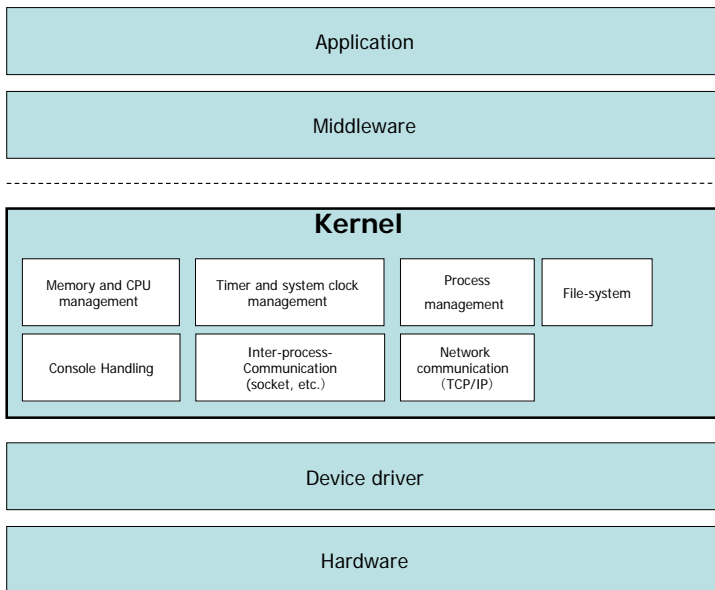 Application
Middleware
Kernel
Memory and CPU
management
Timer and system clock
management
Process
management
File-system
Console Handling
Inter-process-
Communication
(socket, etc.)
Network
communication
(TCP/IP)
Device driver
Hardware